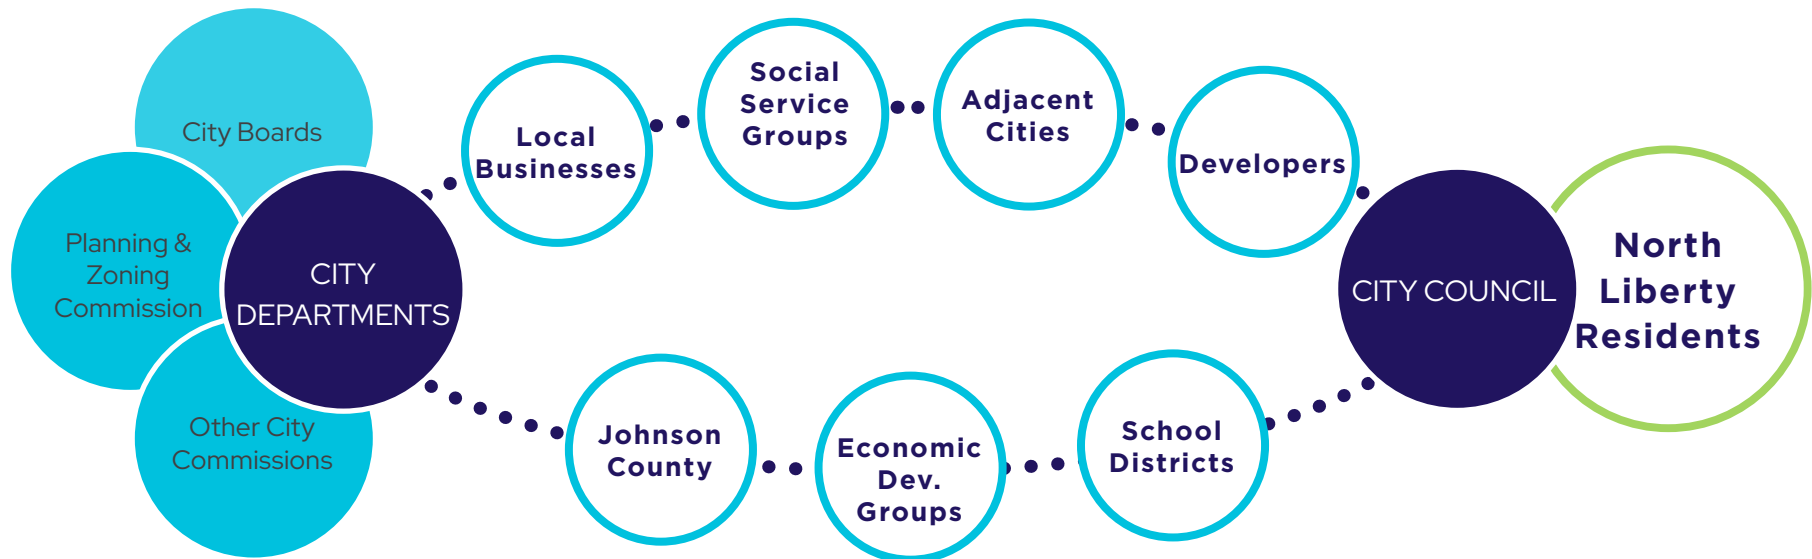 City Boards
Planning &
Zoning
Commission
Other City
Commissions
CITY
DEPARTMENTS
Local
Businesses
Social
Service
Groups
Adjacent
Cities
Developers
Johnson
County
Economic
Dev.
Groups
School
Districts
CITY COUNCIL
North
Liberty
Residents